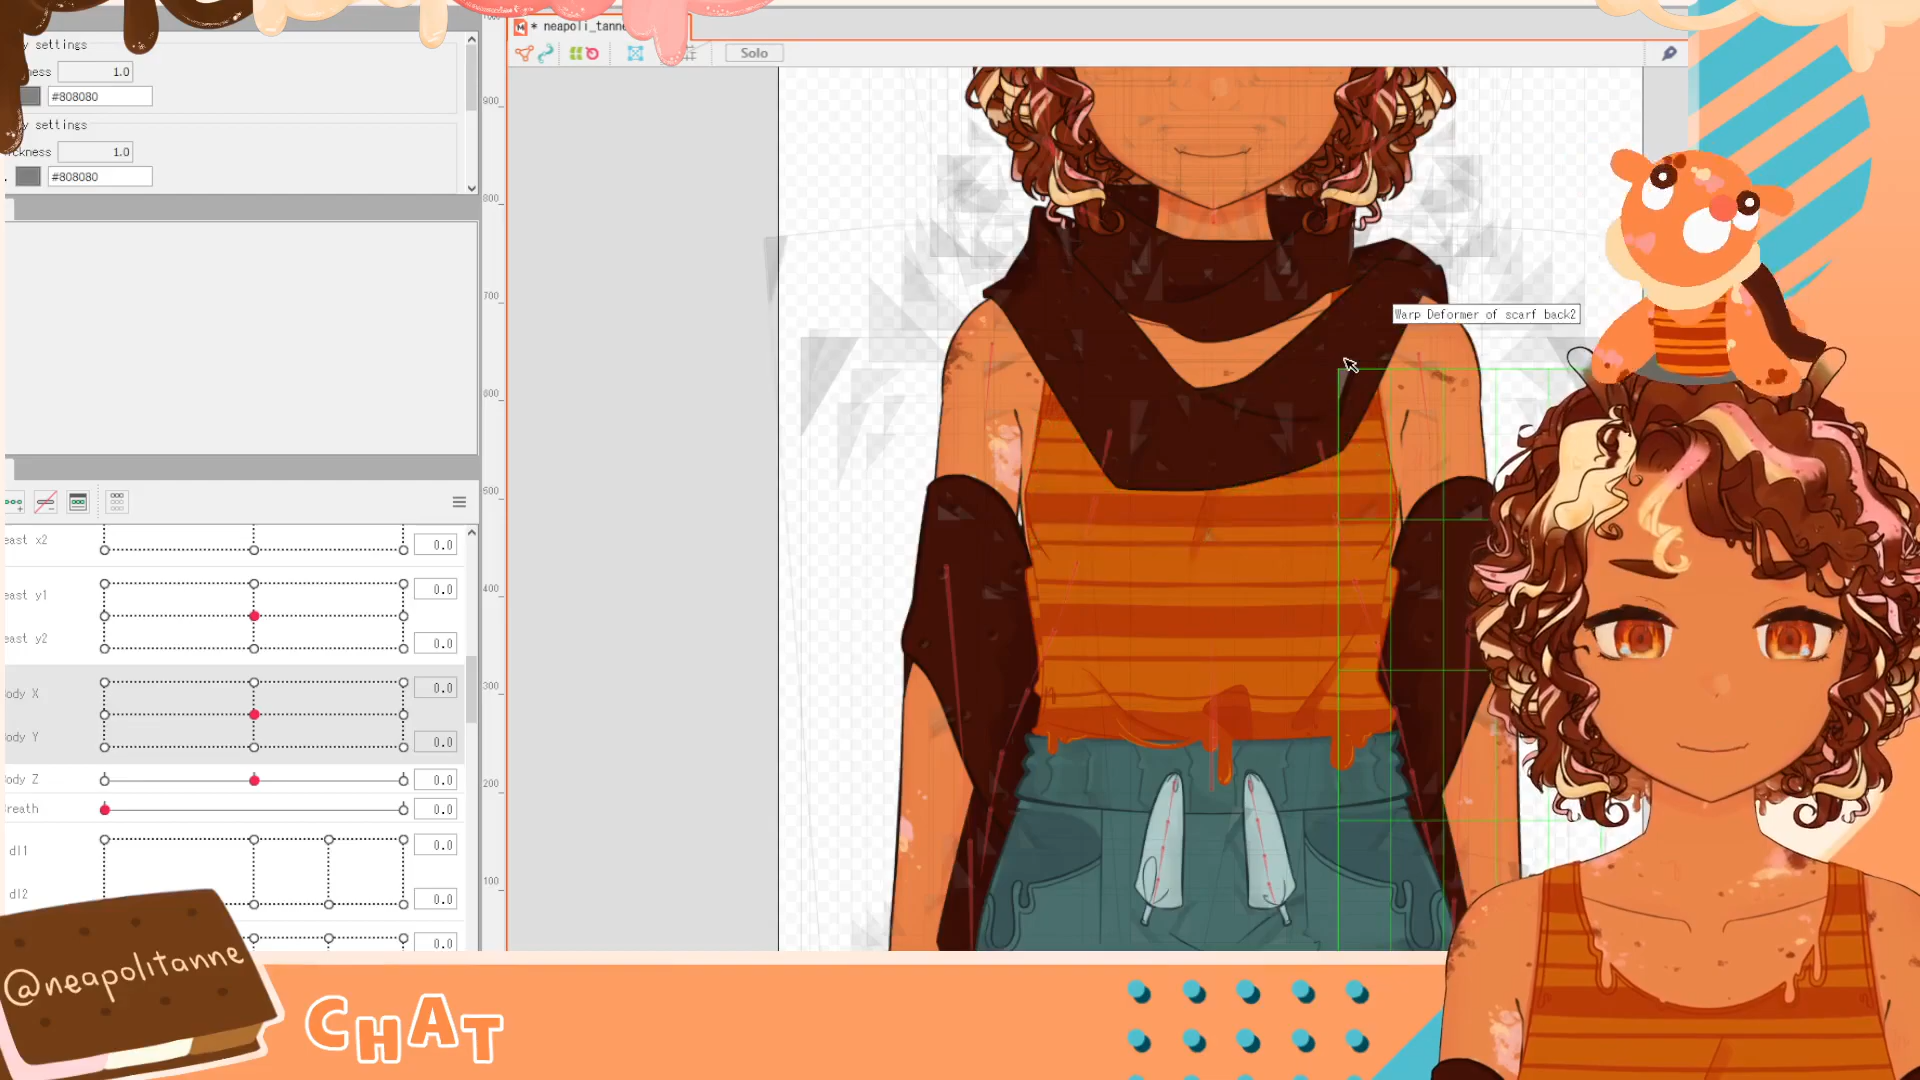 y settings
ness 1.0
#808080
y settings
ckness 1.0
#808080
* neapoli_tanne
Solo
900
800
700
600
500
400
300
200
100
Warp Deformer of scarf back2
east x2 0.0
east y1 0.0
east y2 0.0
ody X 0.0
ody Y 0.0
ody Z 0.0
reath 0.0
dl1 0.0
dl2 0.0
0.0
@neapolitanne
CHAT